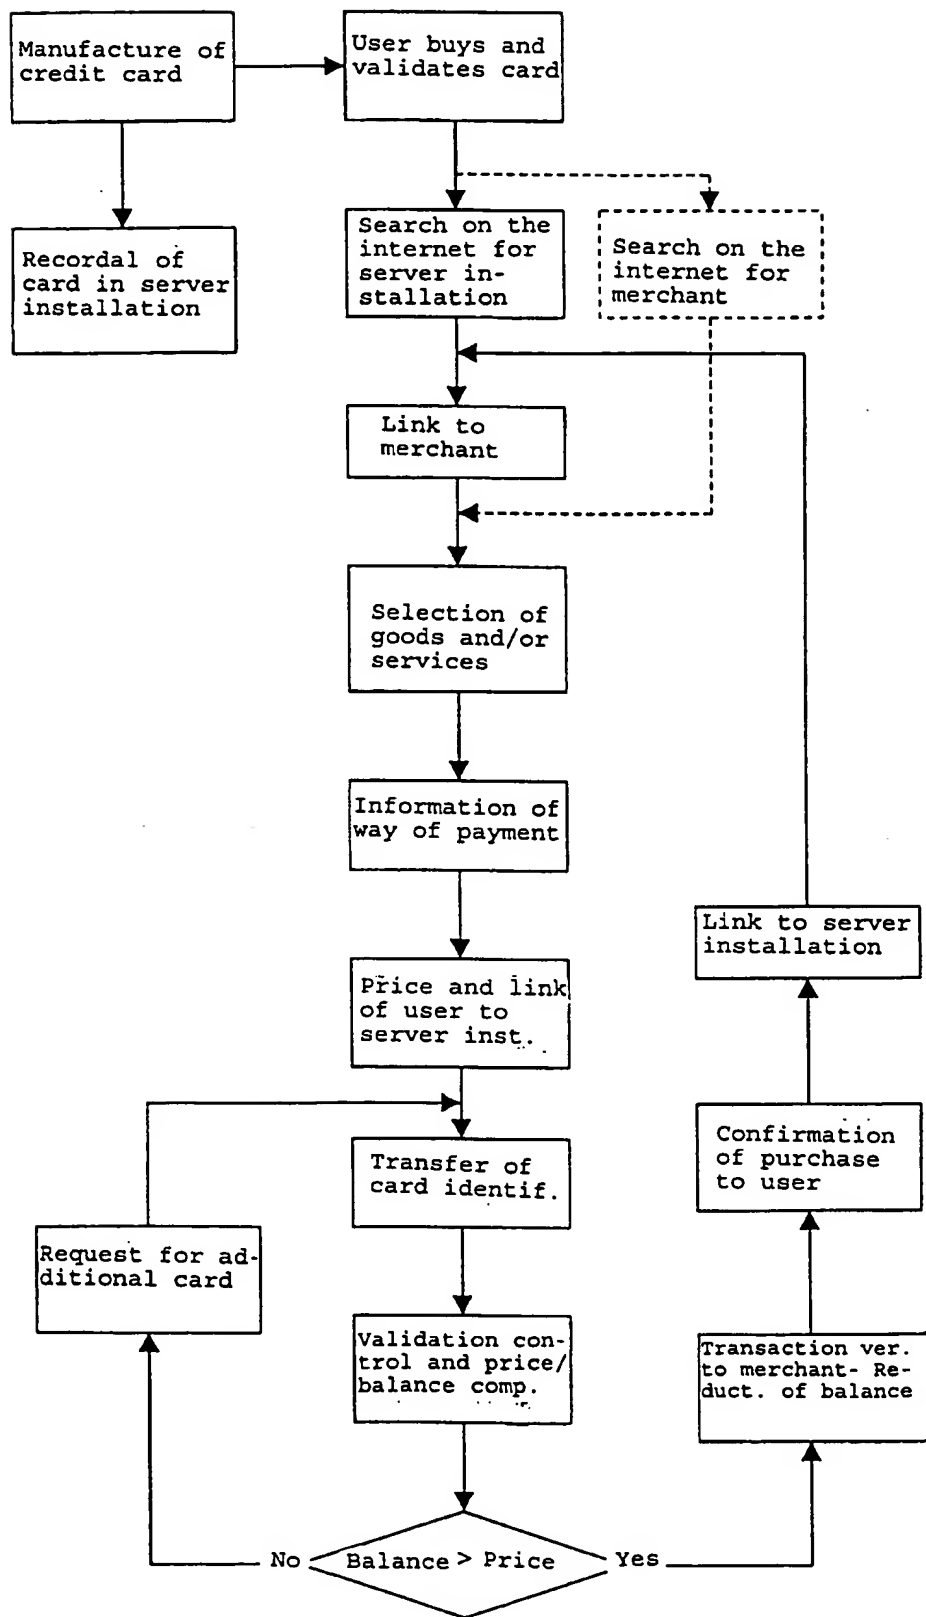 Manufacture of
credit card
User buys and
validates card
Recordal of
card in server
installation
Search on the
internet for
server in-
stallation
Search on the
internet for
merchant
Link to
merchant
Selection of
goods and/or
services
Information of
way of payment
Link to server
installation
Price and link
of user to
server inst.
Confirmation
of purchase
to user
Transfer of
card identif.
Request for ad-
ditional card
Validation con-
trol and price/
balance comp.
Transaction ver.
to merchant- Re-
duct. of balance
No
Balance > Price
Yes